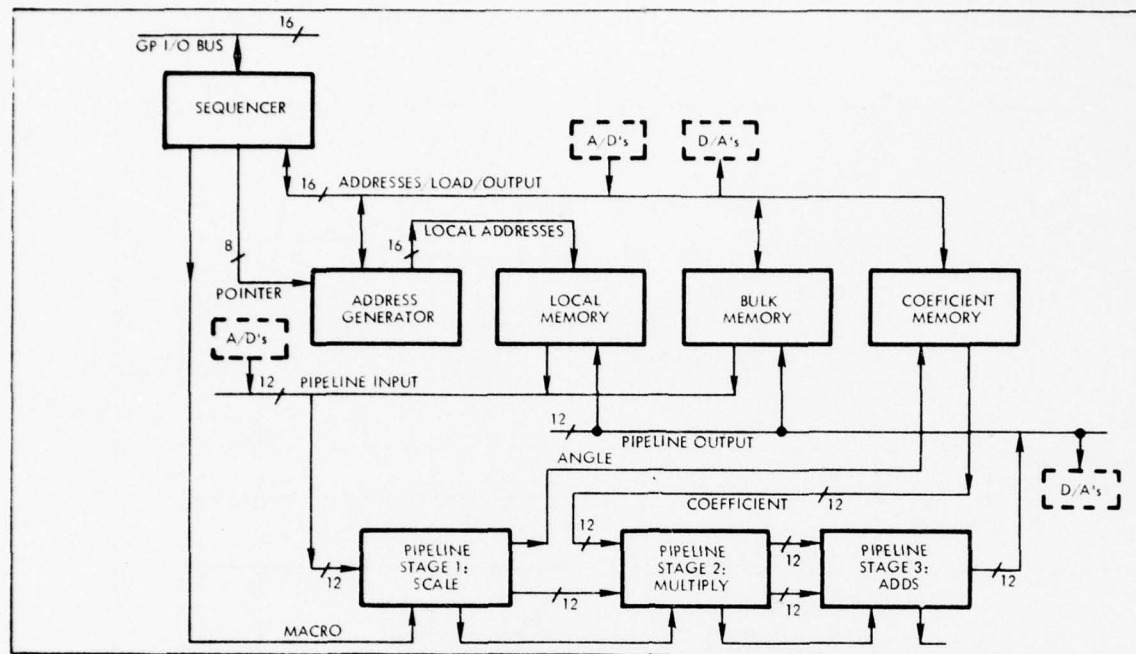 16
GP I/O BUS
SEQUENCER
A/D's
D/A's
16
ADDRESSES/LOAD/OUTPUT
LOCAL ADDRESSES
16
8
POINTER
ADDRESS
GENERATOR
LOCAL
MEMORY
BULK
MEMORY
COEFICIENT
MEMORY
A/D's
12
PIPELINE INPUT
12
PIPELINE OUTPUT
ANGLE
COEFFICIENT
12
D/A's
12
12
PIPELINE
STAGE 1:
SCALE
12
PIPELINE
STAGE 2:
MULTIPLY
12
12
PIPELINE
STAGE 3:
ADDS
12
MACRO